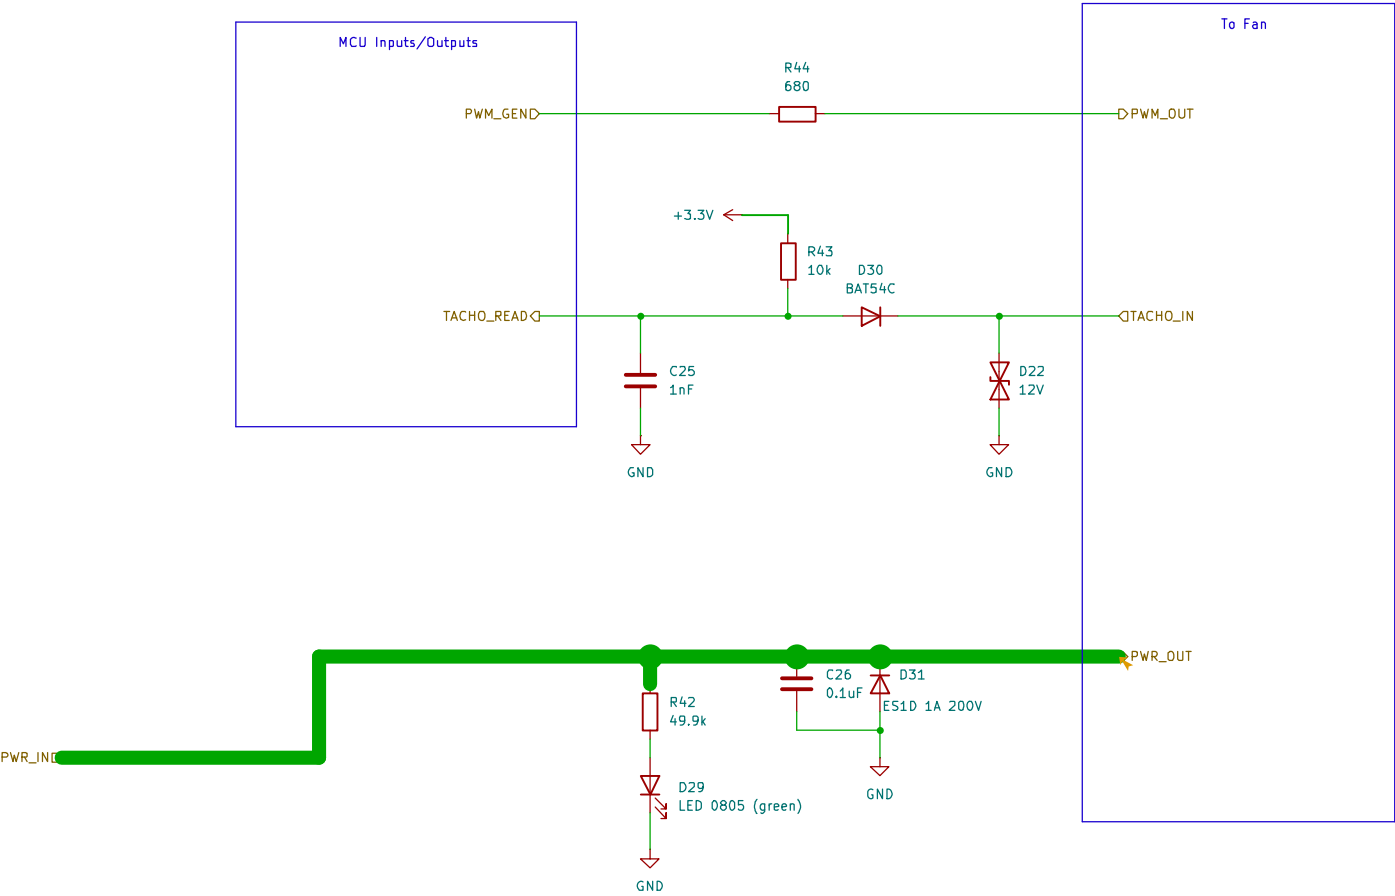 To Fan
MCU Inputs/Outputs
R44
680
PWM_GEN
PWM_OUT
+3.3V
R43
10k
D30
BAT54C
TACHO_READ
TACHO_IN
C25
1nF
D22
12V
GND
GND
PWR_OUT
C26
0.1uF
D31
ES1D 1A 200V
R42
49.9k
PWR_IN
D29
LED 0805 (green)
GND
GND